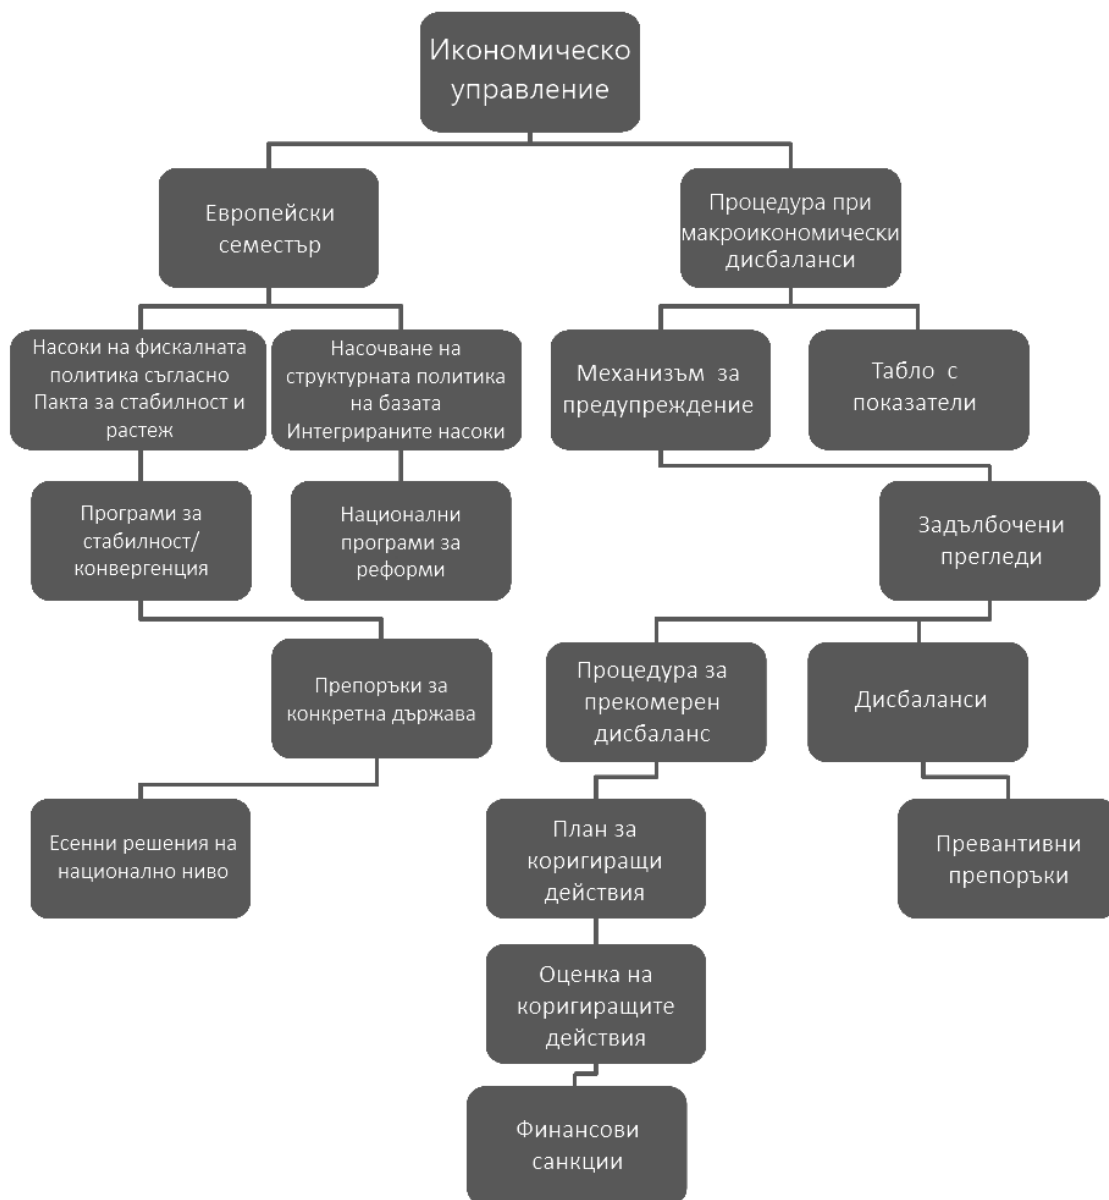 Икономическо
управление
Европейски
семестър
Процедура при
макроикономически
дисбаланси
Насоки на фискалната
политика съгласно
Пакта за стабилност и
растеж
Насочване на
структурната политика
на базата
Интегрираните насоки
Механизъм за
предупреждение
Табло с
показатели
Програми за
стабилност/
конвергенция
Национални
програми за
реформи
Задълбочени
прегледи
Препоръки за
конкретна държава
Процедура за
прекомерен
дисбаланс
Дисбаланси
Есенни решения на
национално ниво
План за
коригиращи
действия
Превантивни
препоръки
Оценка на
коригиращите
действия
Финансови
санкции